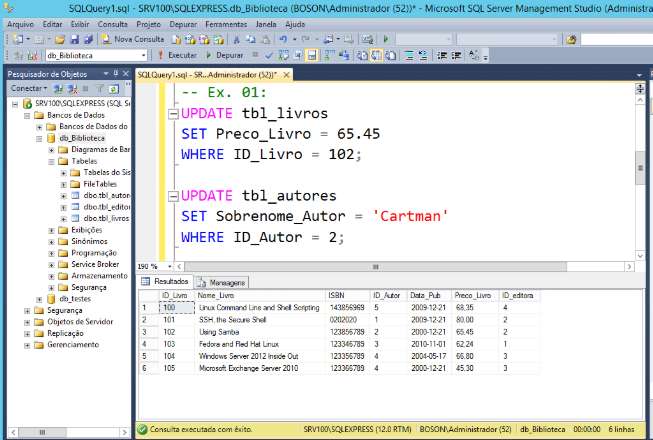 SQLQuery1.sql - SRV100\SQLEXPRESS.db_Biblioteca (BOSON\Administrador (52))* - Microsoft SQL Server Management Studio (Administra
Arquivo Editar Exibir Consulta Projeto Depurar Ferramentas Janela Ajuda
Nova Consulta
db_Biblioteca Executar Depurar
Pesquisador de Objetos
Conectar
SRV100\SQLEXPRESS (SQL Se
Bancos de Dados
Bancos de Dados do
db_Biblioteca
Diagramas de Ban
Tabelas
Tabelas do Sis
FileTables
dbo.tbl_autor
dbo.tbl_editor
dbo.tbl_livros
Exibições
Sinônimos
Programação
Service Broker
Armazenamento
Segurança
db_testes
Segurança
Objetos de Servidor
Replicação
Gerenciamento
SQLQuery1.sql - SR...Administrador (52))*
-- Ex. 01:
UPDATE tbl_livros
SET Preco_Livro = 65.45
WHERE ID_Livro = 102;
UPDATE tbl_autores
SET Sobrenome_Autor = 'Cartman'
WHERE ID_Autor = 2;
190 %
Resultados Mensagens
ID_Livro Nome_Livro ISBN ID_Autor Data_Pub Preco_Livro ID_editora
1 100 Linux Command Line and Shell Scripting 143856969 5 2009-12-21 68,35 4
2 101 SSH, the Secure Shell 0202020 1 2009-12-21 80,00 2
3 102 Using Samba 123856789 2 2000-12-21 65,45 2
4 103 Fedora and Red Hat Linux 123346789 3 2010-11-01 62,24 1
5 104 Windows Server 2012 Inside Out 123356789 4 2004-05-17 66,80 3
6 105 Microsoft Exchange Server 2010 123366789 4 2000-12-21 45,30 3
Consulta executada com êxito. SRV100\SQLEXPRESS (12.0 RTM) BOSON\Administrador (52) db_Biblioteca 00:00:00 6 linhas